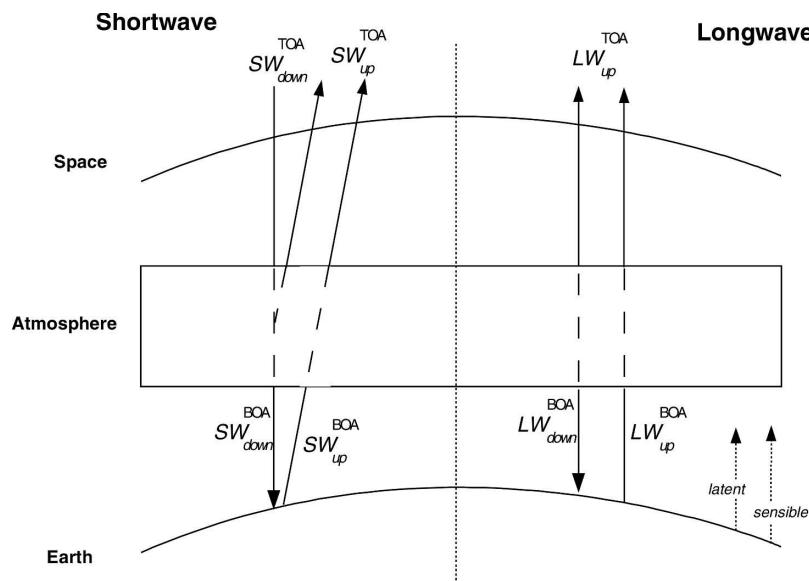 Shortwave
Longwave
SW down TOA
SW up TOA
LW up TOA
Space
Atmosphere
SW down BOA
SW up BOA
LW down BOA
LW up BOA
latent
sensible
Earth